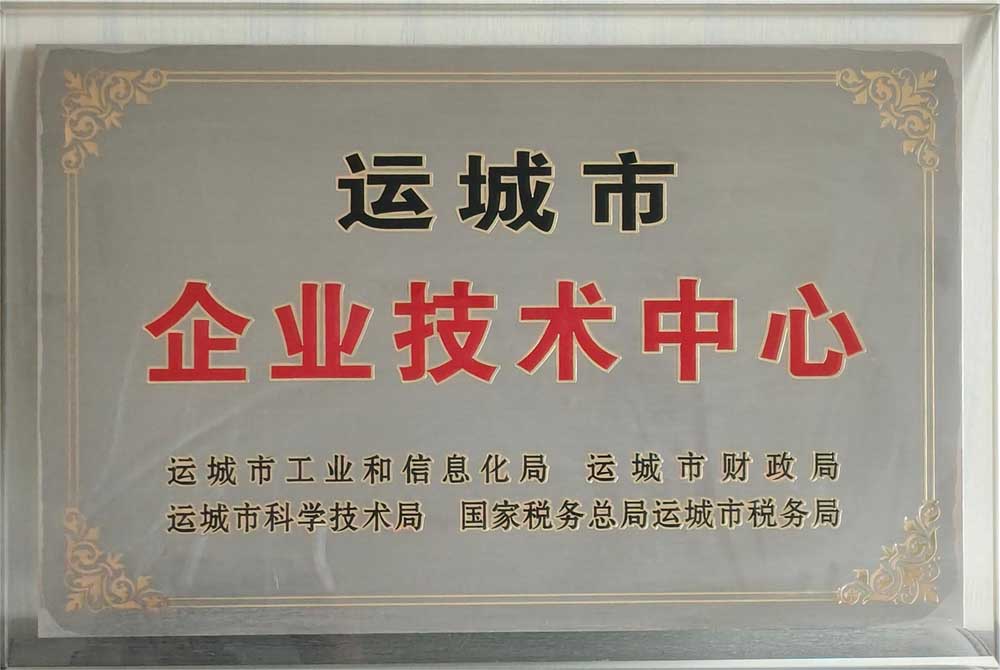 运城市
企业技术中心
运城市工业和信息化局 运城市财政局
运城市科学技术局 国家税务总局运城市税务局